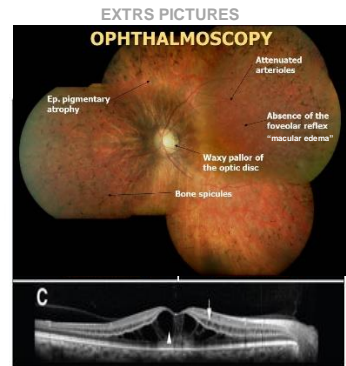 EXTRS PICTURES
OPHTHALMOSCOPY
Attenuated
arterioles
Ep. pigmentary
atrophy
Absence of the
foveolar reflex
"macular edema"
Waxy pallor of
the optic disc
Bone spicules
C